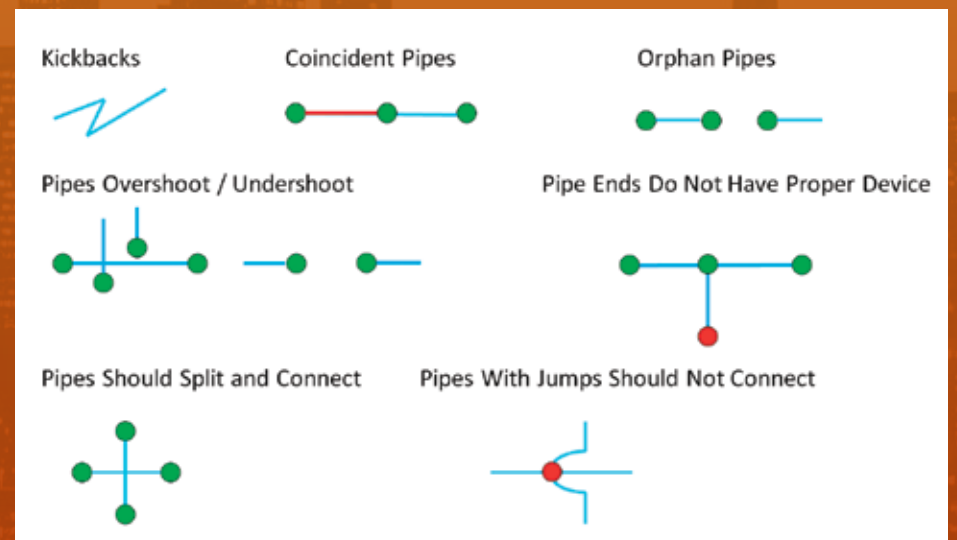 Kickbacks
Coincident Pipes
Orphan Pipes
Pipes Overshoot / Undershoot
Pipe Ends Do Not Have Proper Device
Pipes Should Split and Connect
Pipes With Jumps Should Not Connect